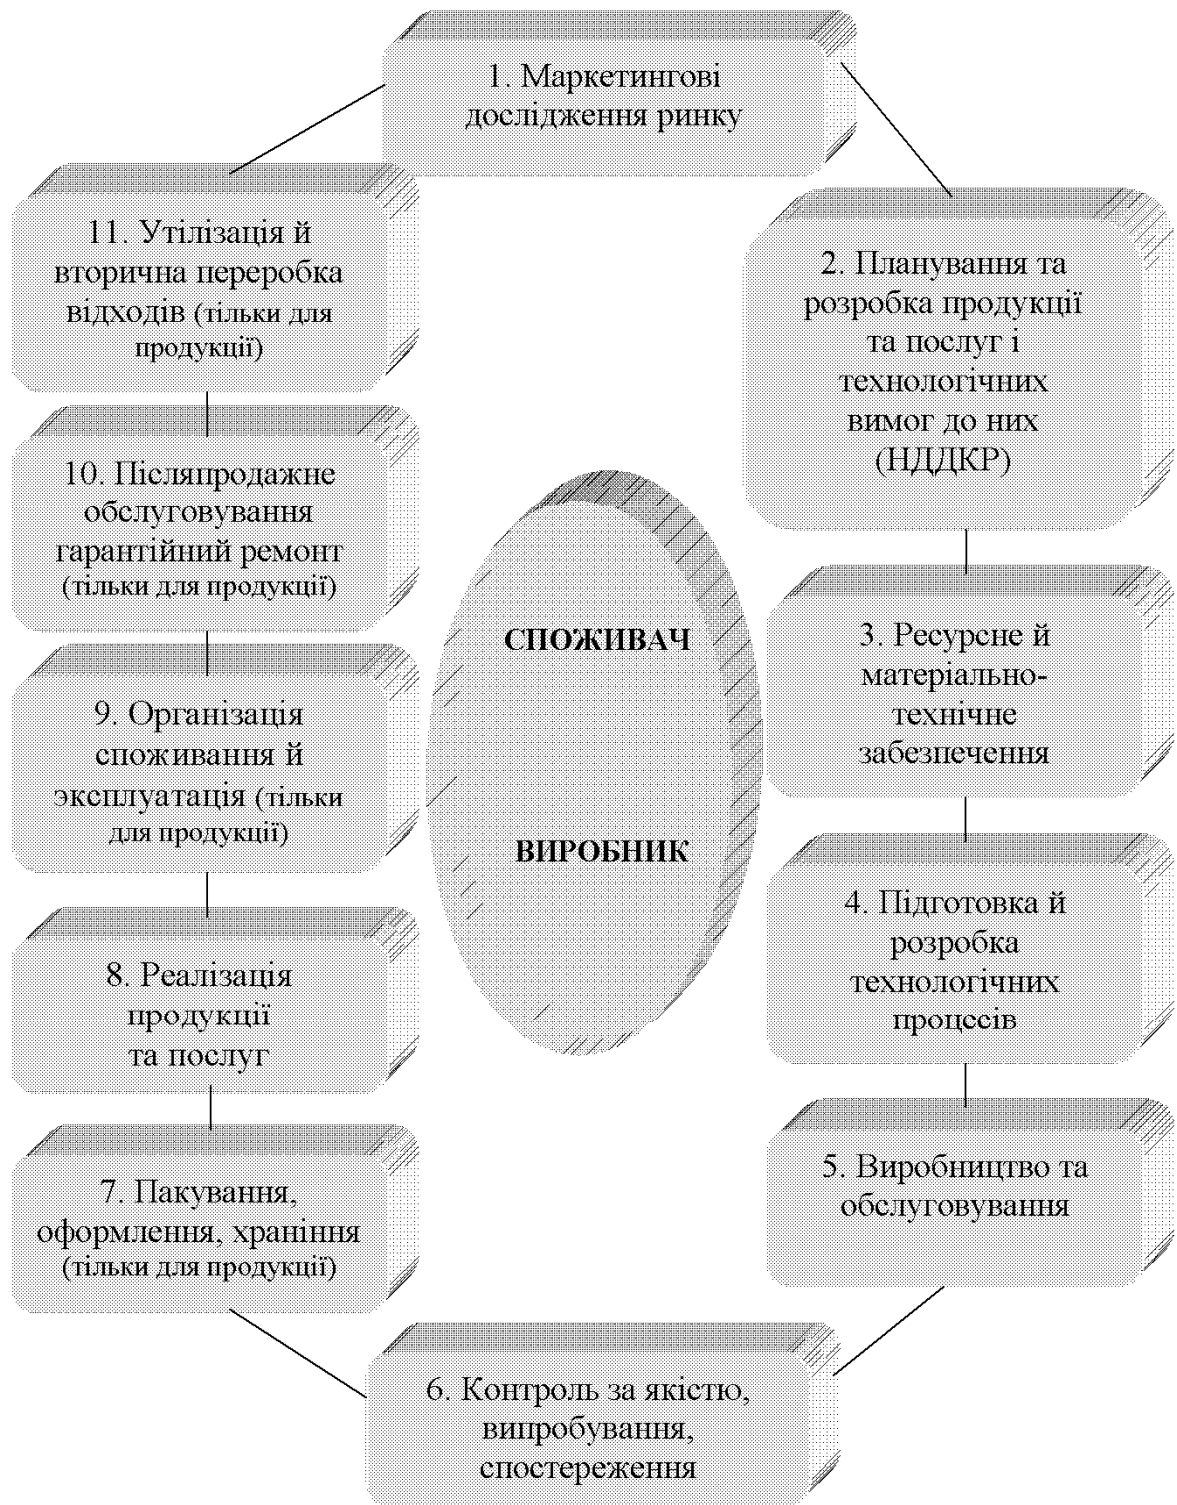 1. Маркетингові
дослідження ринку
2. Планування та
розробка продукції
та послуг і
технологічних
вимог до них
(НДДКР)
3. Ресурсне й
матеріально-
технічне
забезпечення
4. Підготовка й
розробка
технологічних
процесів
5. Виробництво та
обслуговування
6. Контроль за якістю,
випробування,
спостереження
7. Пакування,
оформлення, храніння
(тільки для продукції)
8. Реалізація
продукції
та послуг
9. Організація
споживання й
эксплуатація (тільки
для продукції)
10. Післяпродажне
обслуговування
гарантійний ремонт
(тільки для продукції)
11. Утілізація й
вторична переробка
відходів (тільки для
продукції)
СПОЖИВАЧ
ВИРОБНИК